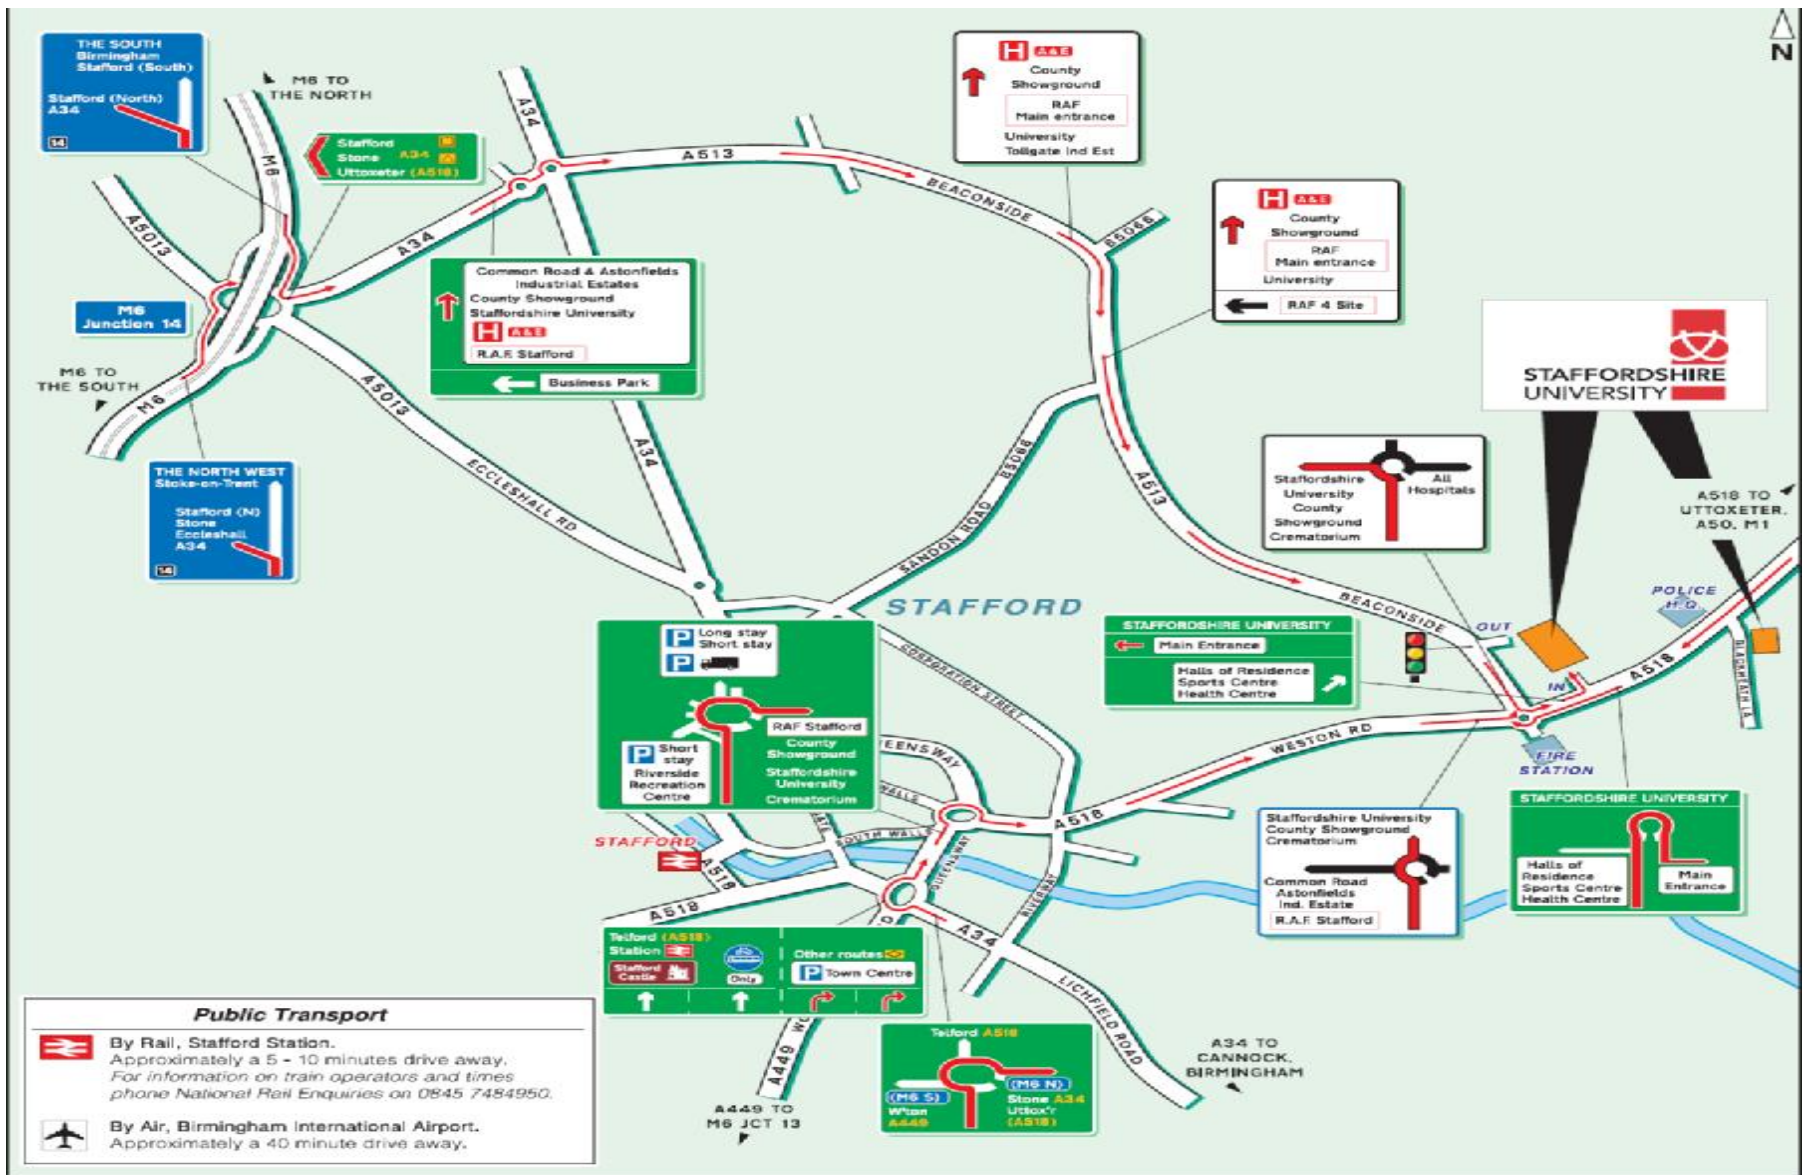 THE SOUTH
Birmingham
Stafford (South)
Stafford (North)
A34
14
M6 TO
THE NORTH
M6
Stafford
Stone A34
Uttoxeter (A518)
A34
A513
BEACONSIDE
H A&E
County
Showground
RAF
Main entrance
University
Tollgate Ind Est
N
B5066
H A&E
County
Showground
RAF
Main entrance
University
RAF 4 Site
A5013
A34
M6
Junction 14
Common Road & Astonfields
Industrial Estates
County Showground
Staffordshire University
H A&E
R.A.F. Stafford
Business Park
M6 TO
THE SOUTH
M6
A5013
ECCLESHALL RD
A34
STAFFORDSHIRE
UNIVERSITY
THE NORTH WEST
Stoke-on-Trent
Stafford (N)
Stone
Eccleshall
A34
14
SANDON ROAD
B5066
A513
Staffordshire
University
County
Showground
Crematorium
All
Hospitals
A518 TO
UTTOXETER,
A50, M1
STAFFORD
BEACONSIDE
OUT
POLICE
H.Q.
STAFFORDSHIRE UNIVERSITY
Main Entrance
Halls of Residence
Sports Centre
Health Centre
IN
A518
BLACKHEATH LA
P Long stay
Short stay
P
RAF Stafford
County
Showground
Staffordshire
University
Crematorium
P Short
stay
Riverside
Recreation
Centre
CORPORATION STREET
EENSWAY
WALLS
SOUTH WALLS
QUEENSWAY
A518
WESTON RD
FIRE
STATION
RIVERWAY
STAFFORD
A518
A518
Staffordshire University
County Showground
Crematorium
Common Road
Astonfields
Ind. Estate
R.A.F. Stafford
STAFFORDSHIRE UNIVERSITY
Halls of
Residence
Sports Centre
Health Centre
Main
Entrance
Telford (A518)
Station
Stafford
Castle
Only
Other routes
P Town Centre
A34
LICHFIELD ROAD
A449
A449 TO
M6 JCT 13
Telford A518
(M6 S)
W'ton
A449
(M6 N)
Stone A34
Uttox'r
(A518)
A34 TO
CANNOCK,
BIRMINGHAM
Public Transport
By Rail, Stafford Station.
Approximately a 5 - 10 minutes drive away.
For information on train operators and times
phone National Rail Enquiries on 0845 7484950.
By Air, Birmingham International Airport.
Approximately a 40 minute drive away.